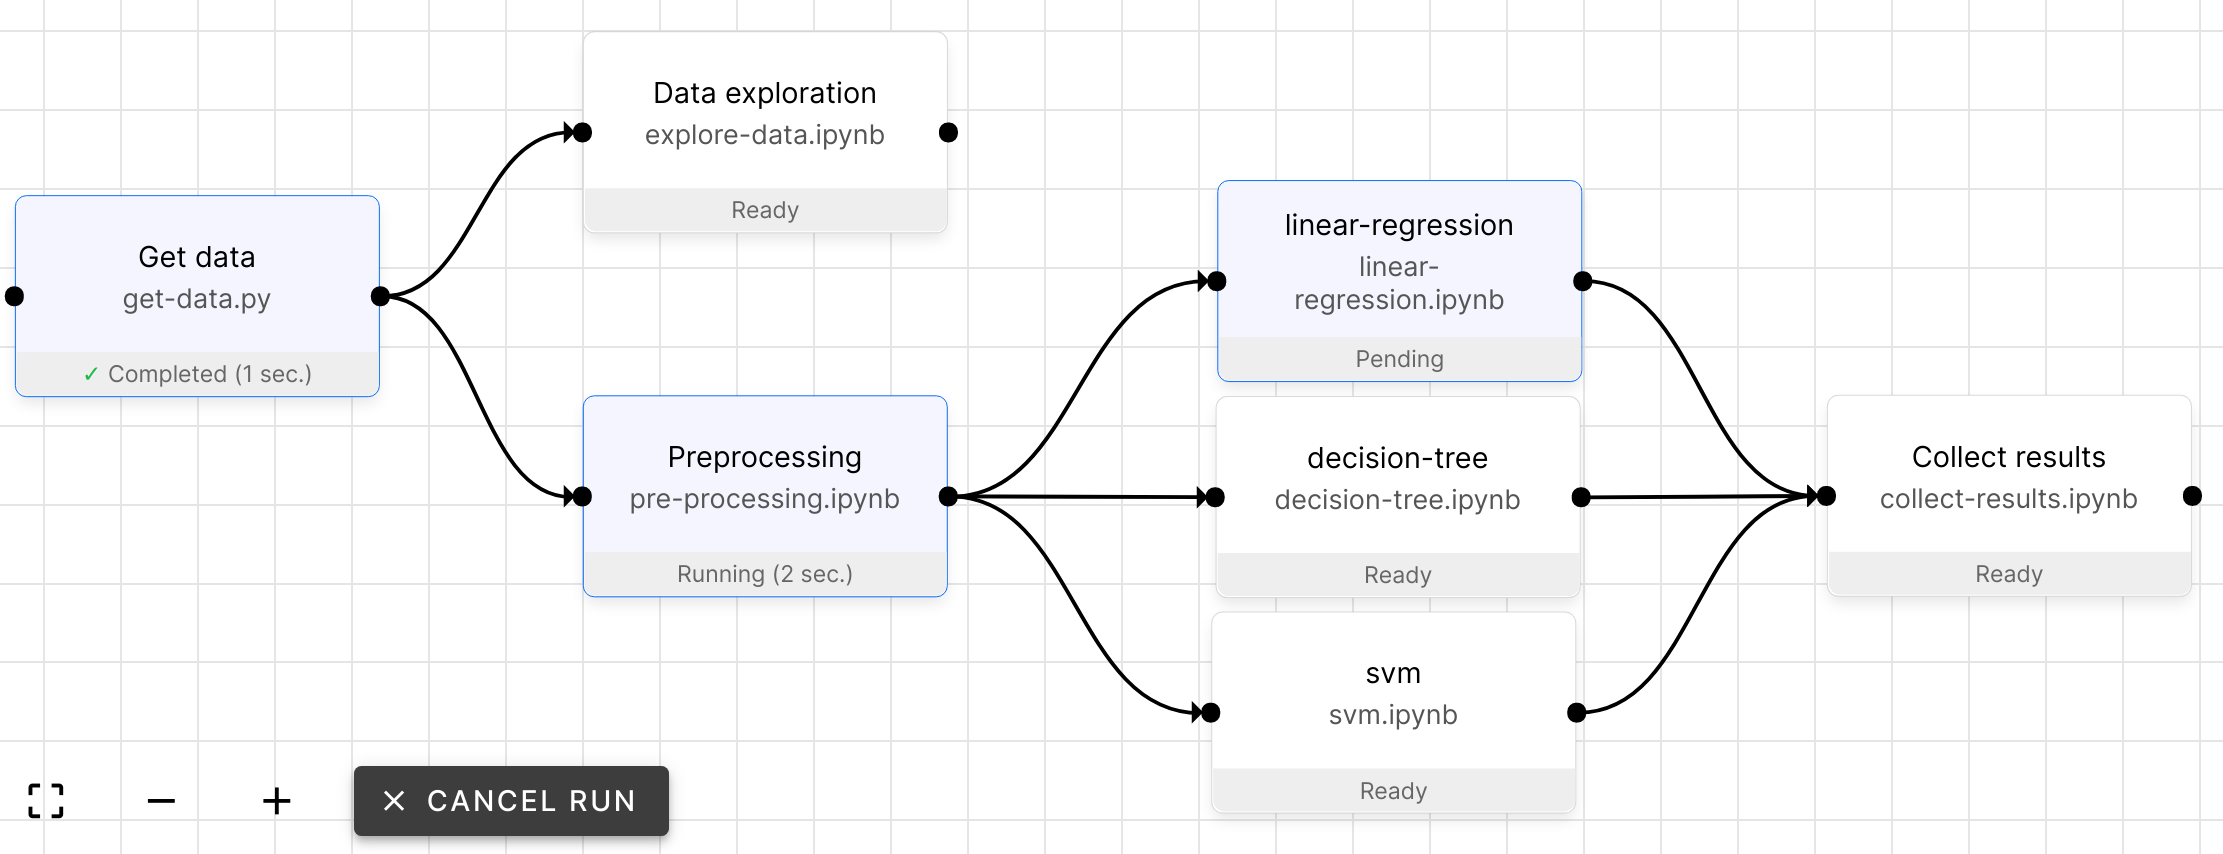 Data exploration
explore-data.ipynb
Ready
Get data
get-data.py
✓ Completed (1 sec.)
Preprocessing
pre-processing.ipynb
Running (2 sec.)
linear-regression
linear-
regression.ipynb
Pending
decision-tree
decision-tree.ipynb
Ready
svm
svm.ipynb
Ready
Collect results
collect-results.ipynb
Ready
CANCEL RUN